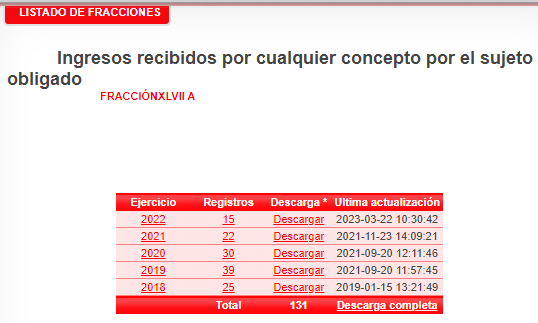 LISTADO DE FRACCIONES
Ingresos recibidos por cualquier concepto por el sujeto
obligado
FRACCIÓNXLVII A
Ejercicio Registros Descarga * Ultima actualización
2022 15 Descargar 2023-03-22 10:30:42
2021 22 Descargar 2021-11-23 14:09:21
2020 30 Descargar 2021-09-20 12:11:46
2019 39 Descargar 2021-09-20 11:57:45
2018 25 Descargar 2019-01-15 13:21:49
Total 131 Descarga completa